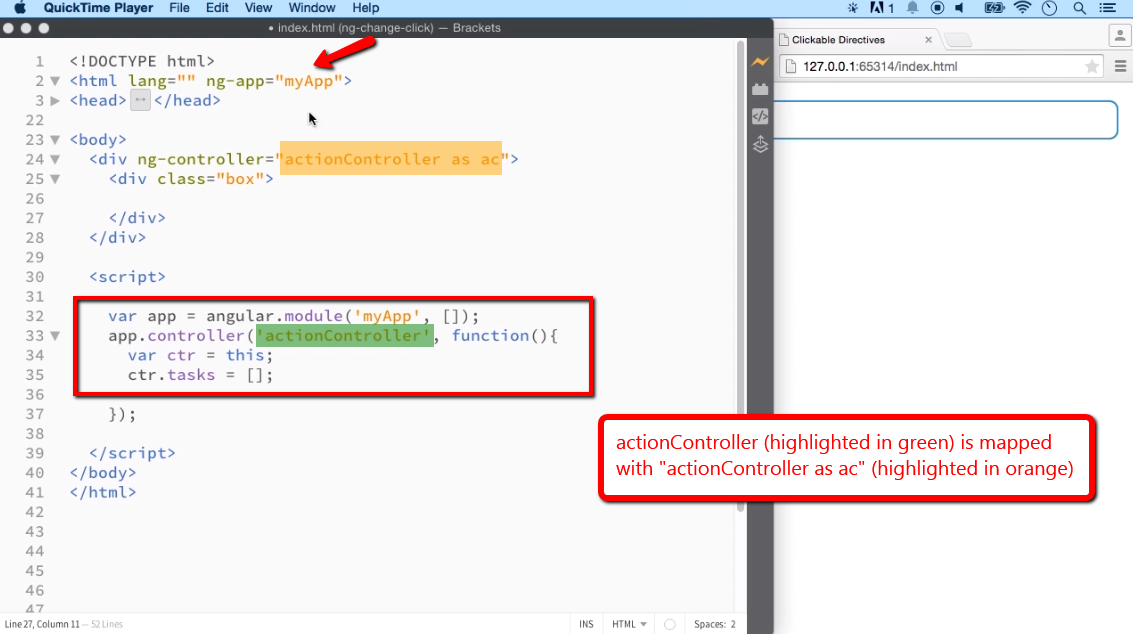 QuickTime Player File Edit View Window Help 1
• index.html (ng-change-click) — Brackets
1 <!DOCTYPE html>
2 <html lang="" ng-app="myApp">
3 <head> ↔ </head>
22
23 <body>
24 <div ng-controller="actionController as ac">
25 <div class="box">
26
27 </div>
28 </div>
29
30 <script>
31
32 var app = angular.module('myApp', []);
33 app.controller('actionController', function(){
34 var ctr = this;
35 ctr.tasks = [];
36
37 });
38
39 </script>
40 </body>
41 </html>
42
43
44
45
46
47
Line 27, Column 11 — 52 Lines
INS HTML Spaces: 2
Clickable Directives
127.0.0.1:65314/index.html
actionController (highlighted in green) is mapped
with "actionController as ac" (highlighted in orange)